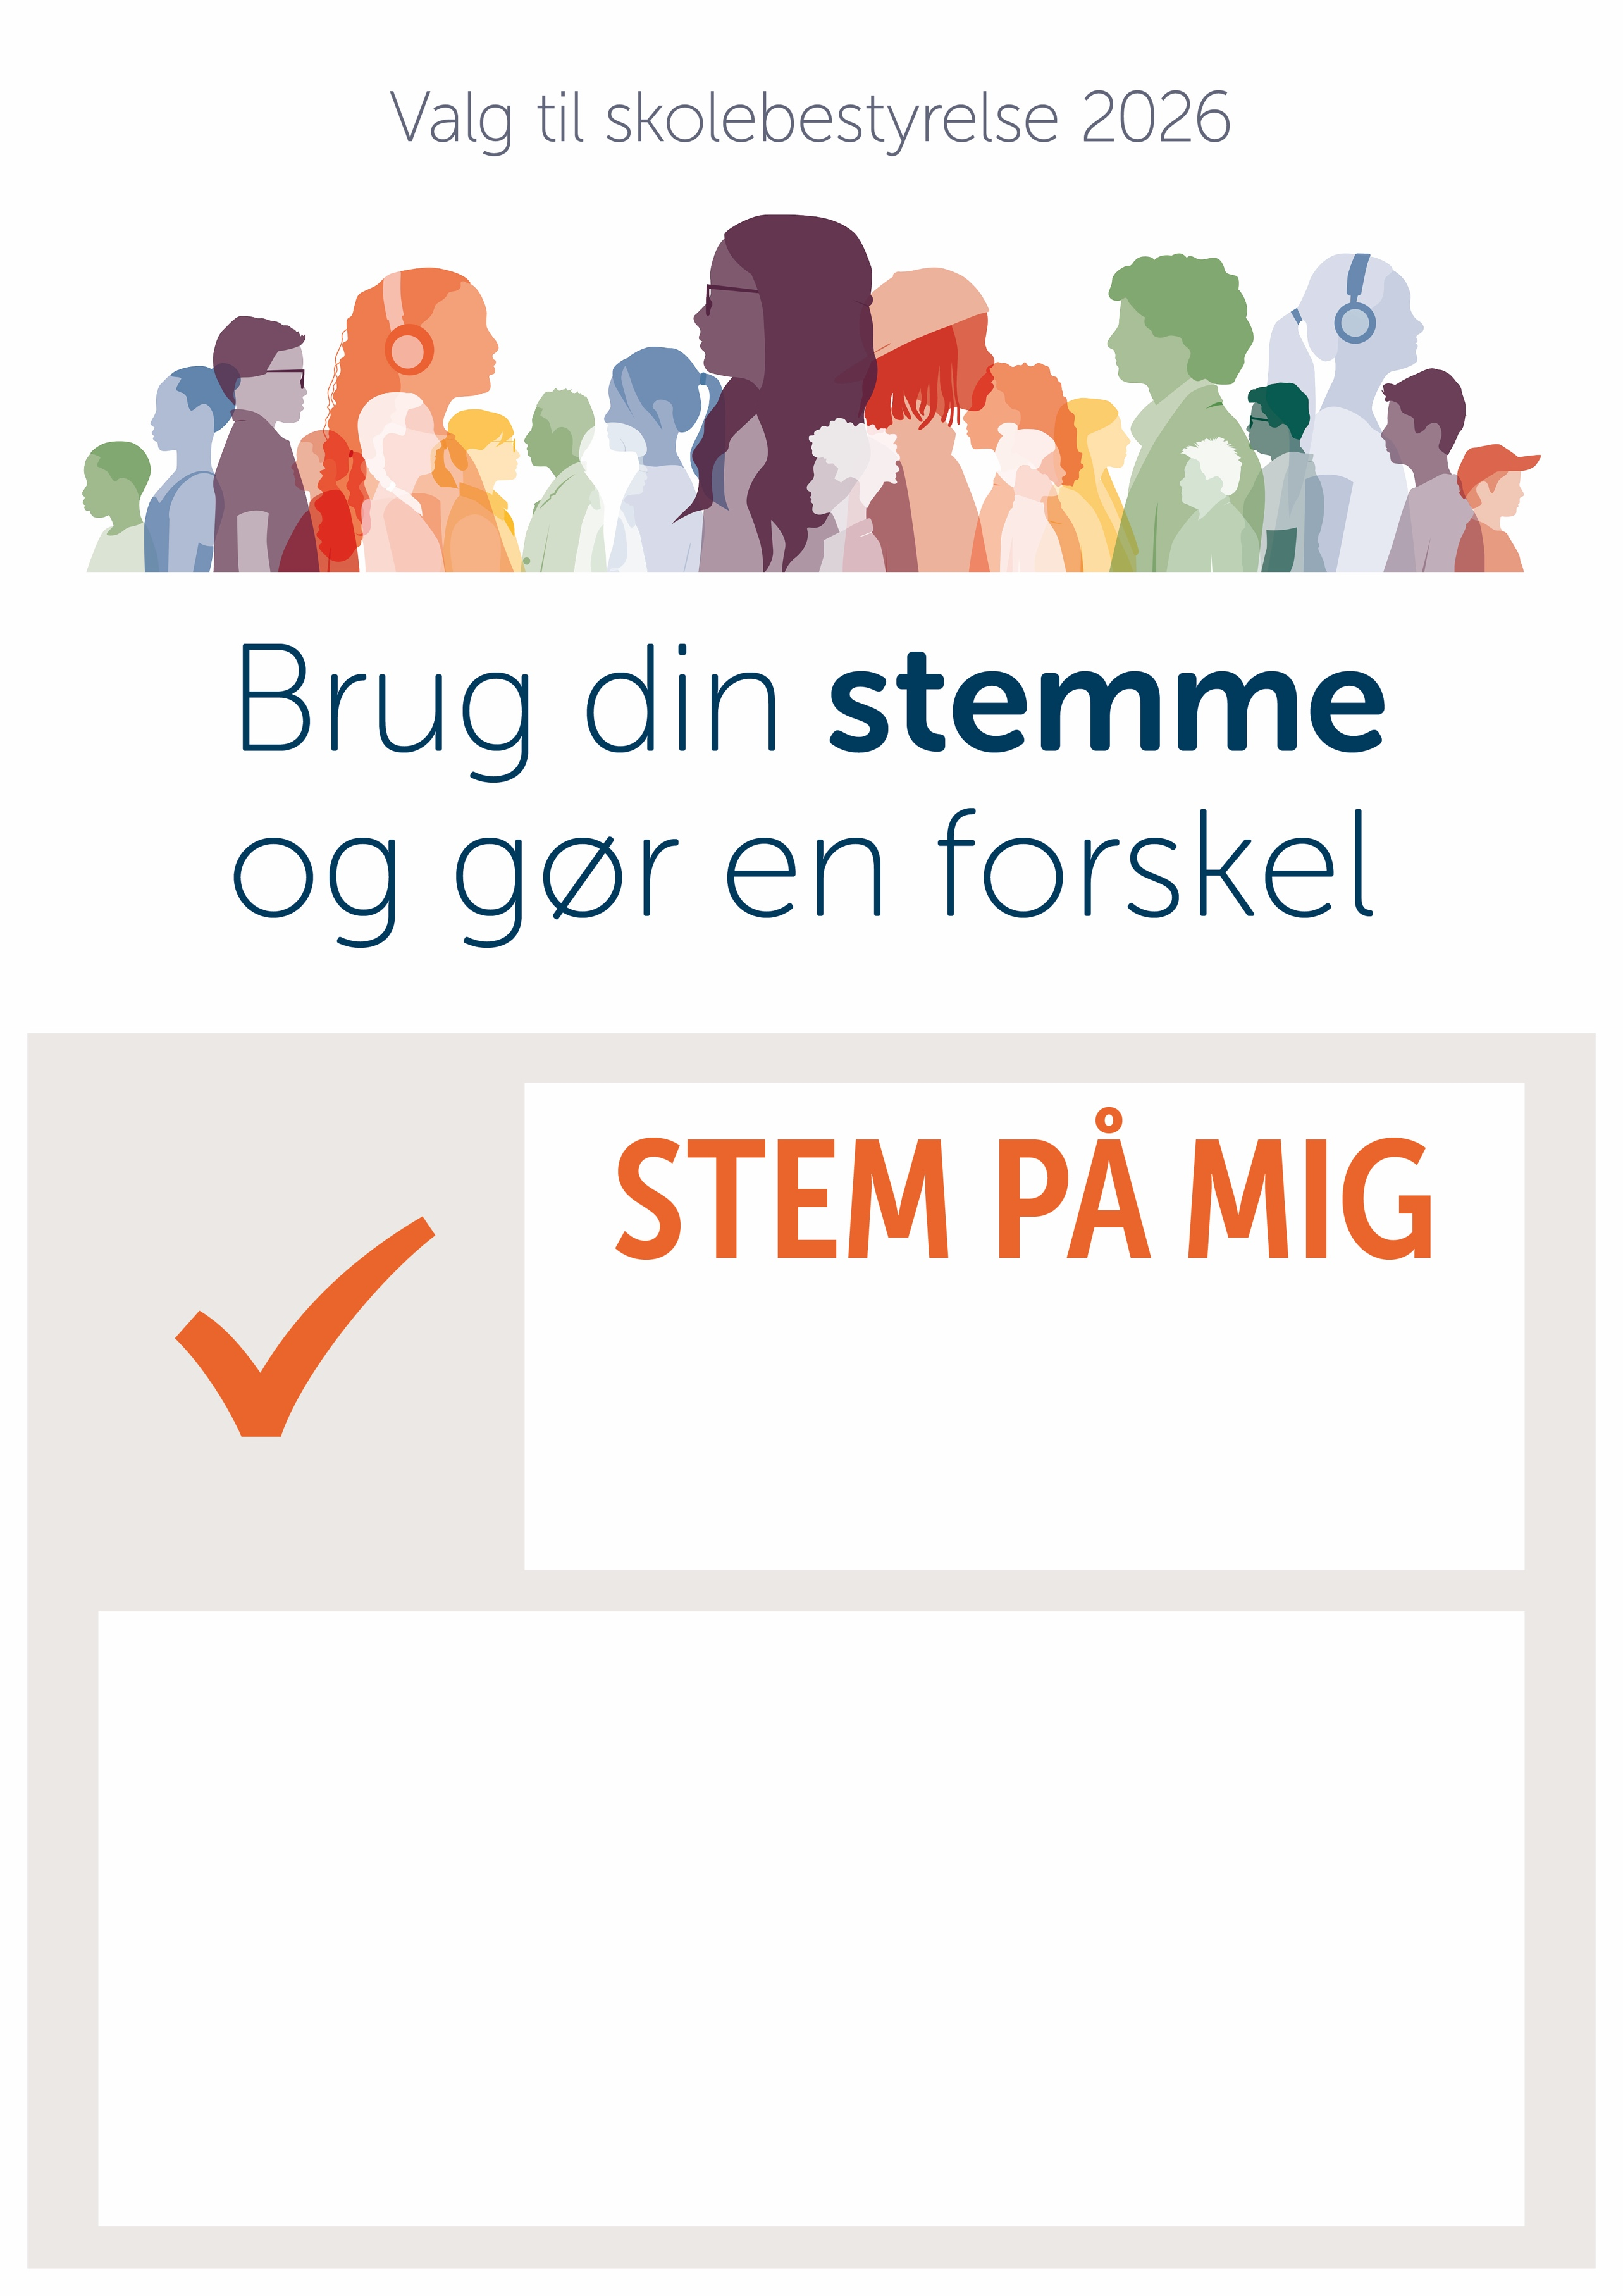 Valg til skolebestyrelse 2026
Brug din stemme
og gør en forskel
STEM PÅ MIG